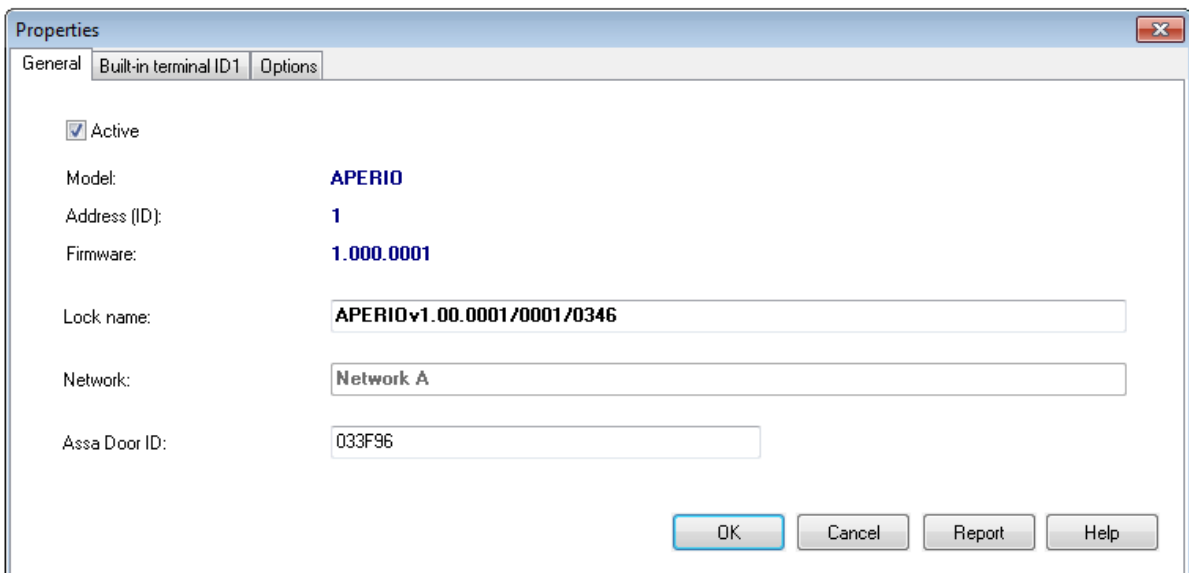 Properties
General Built-in terminal ID1 Options
Active
Model: APERIO
Address (ID): 1
Firmware: 1.000.0001
Lock name: APERIOv1.00.0001/0001/0346
Network: Network A
Assa Door ID: 033F96
OK Cancel Report Help